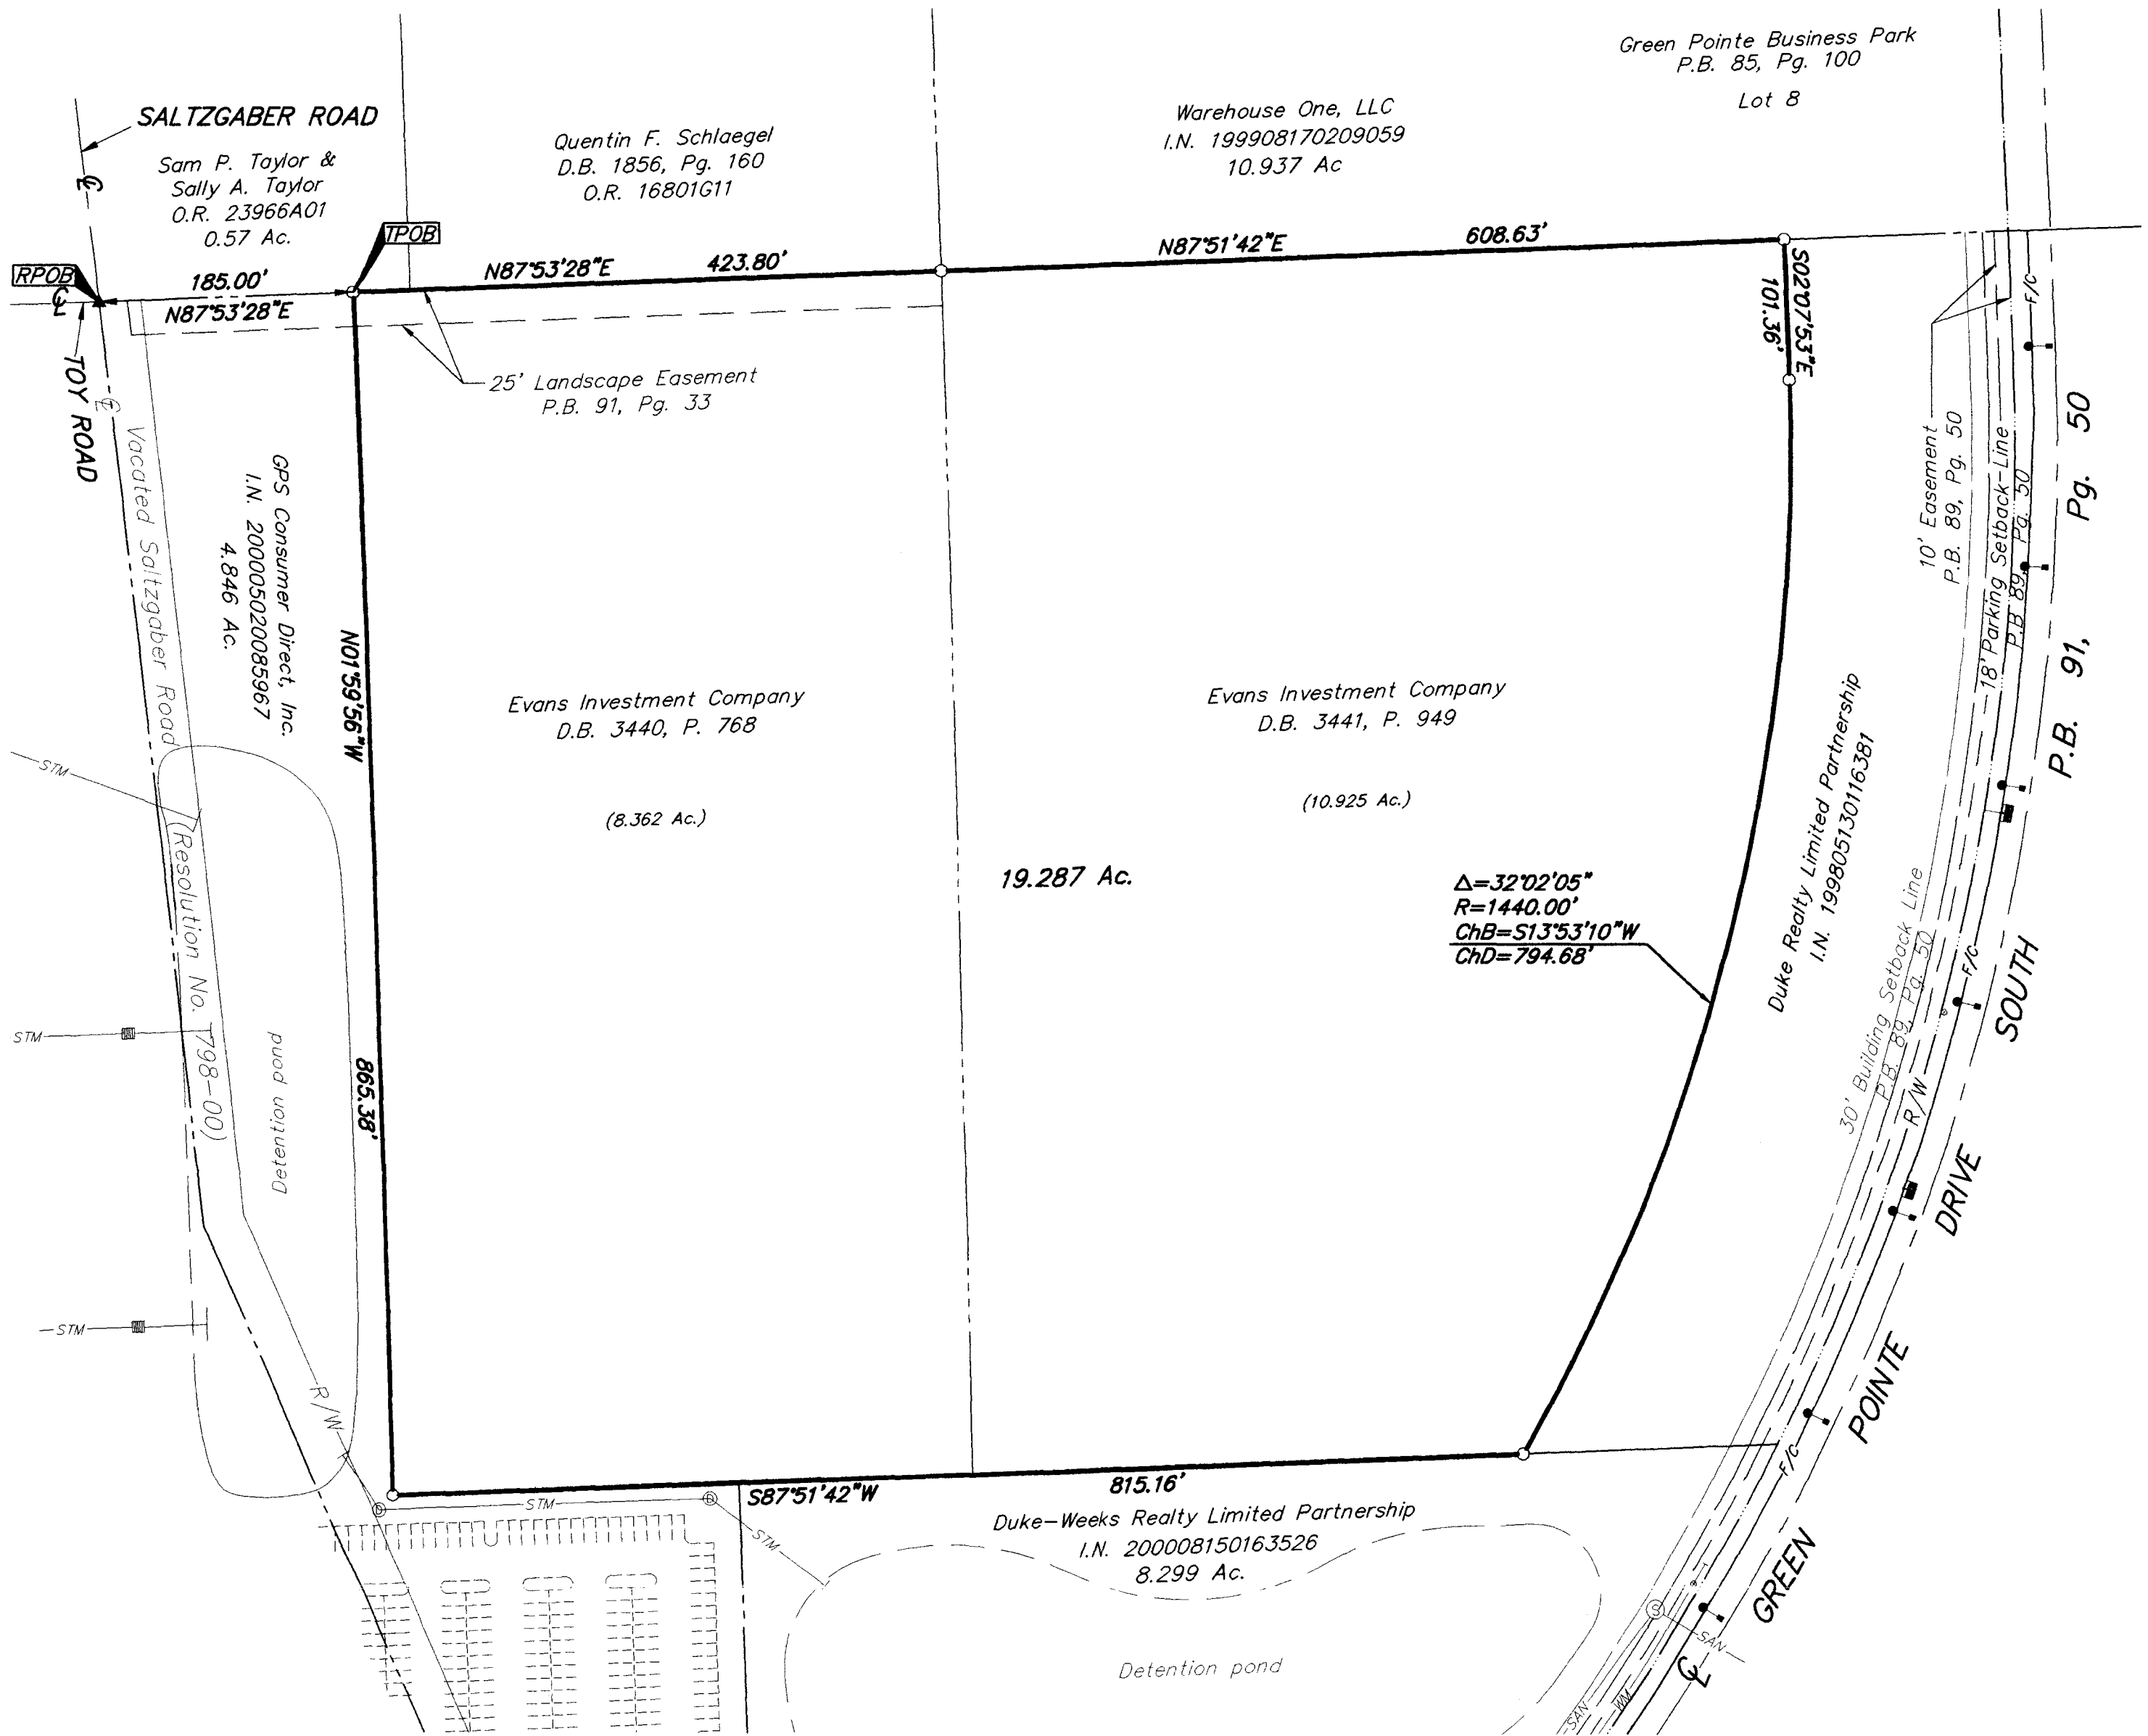 Green Pointe Business Park
P.B. 85, Pg. 100
Lot 8
SALTZGABER ROAD
Sam P. Taylor &
Sally A. Taylor
O.R. 23966A01
0.57 Ac.
Quentin F. Schlaegel
D.B. 1856, Pg. 160
O.R. 16801G11
Warehouse One, LLC
I.N. 199908170209059
10.937 Ac
TPOB
RPOB
185.00'
N87°53'28"E
N87°53'28"E 423.80'
N87°51'42"E 608.63'
S02°07'53"E
101.36'
TOY ROAD
25' Landscape Easement
P.B. 91, Pg. 33
Vacated Saltzgaber Road
(Resolution No. T98-00)
GPS Consumer Direct, Inc.
I.N. 200005020085967
4.846 Ac.
N01°59'56"W
865.38'
Evans Investment Company
D.B. 3440, P. 768
(8.362 Ac.)
Evans Investment Company
D.B. 3441, P. 949
(10.925 Ac.)
19.287 Ac.
Δ=32°02'05"
R=1440.00'
ChB=S13°53'10"W
ChD=794.68'
Duke Realty Limited Partnership
I.N. 199805130116381
10' Easement
P.B. 89, Pg. 50
18' Parking Setback Line
P.B 89, Pg. 50
30' Building Setback Line
P.B. 89, Pg. 50
F/C
F/C
F/C
R/W
P.B. 91, Pg. 50
GREEN POINTE DRIVE SOUTH
STM
STM
STM
Detention pond
R/W
D
STM
D
STM
S87°51'42"W
815.16'
Duke-Weeks Realty Limited Partnership
I.N. 200008150163526
8.299 Ac.
Detention pond
S
SAN
SAN
WM